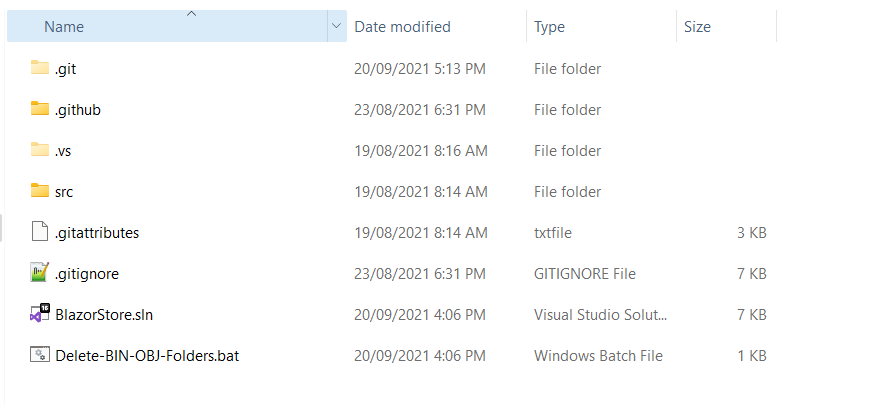 Name Date modified Type Size
.git 20/09/2021 5:13 PM File folder
.github 23/08/2021 6:31 PM File folder
.vs 19/08/2021 8:16 AM File folder
src 19/08/2021 8:14 AM File folder
.gitattributes 19/08/2021 8:14 AM txtfile 3 KB
.gitignore 23/08/2021 6:31 PM GITIGNORE File 7 KB
BlazorStore.sln 20/09/2021 4:06 PM Visual Studio Solut... 7 KB
Delete-BIN-OBJ-Folders.bat 20/09/2021 4:06 PM Windows Batch File 1 KB